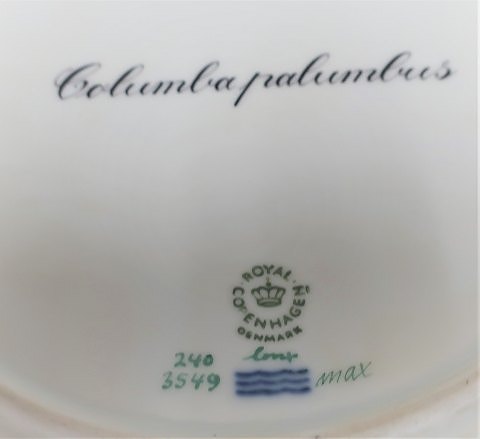 Columba palumbus
ROYAL
COPENHAGEN
DENMARK
240
3549
max